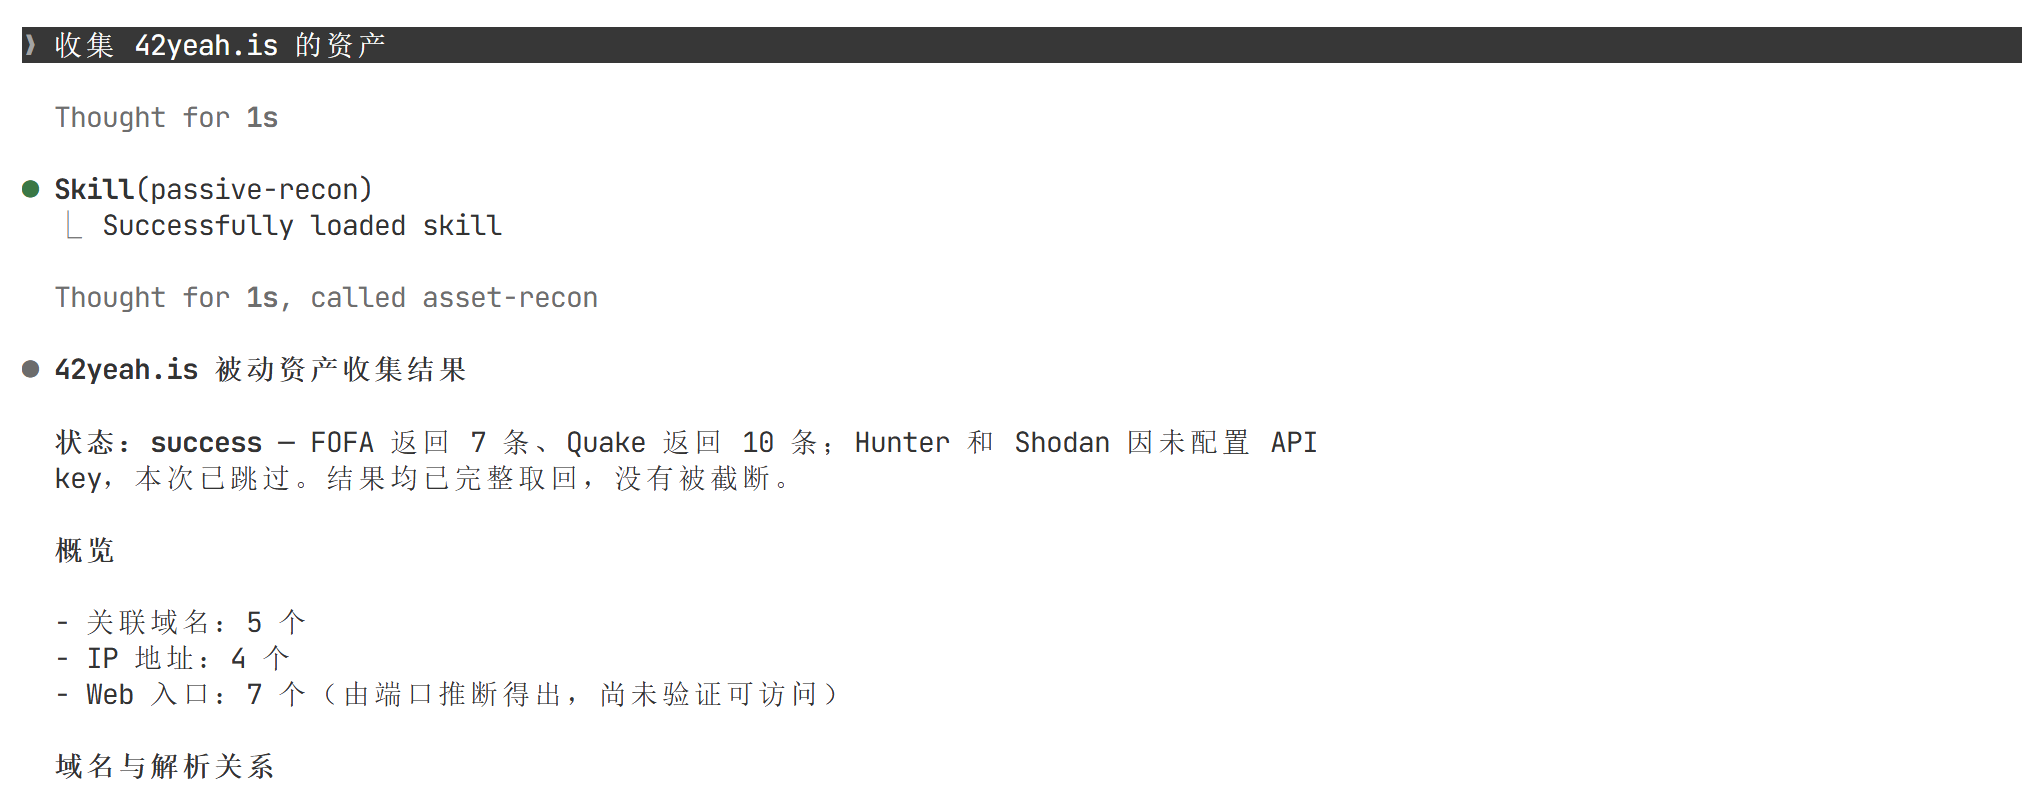 ❯ 收集 42yeah.is 的资产
Thought for 1s
● Skill(passive-recon)
⎿ Successfully loaded skill
Thought for 1s, called asset-recon
● 42yeah.is 被动资产收集结果
状态：success — FOFA 返回 7 条、Quake 返回 10 条；Hunter 和 Shodan 因未配置 API
key，本次已跳过。结果均已完整取回，没有被截断。
概览
- 关联域名：5 个
- IP 地址：4 个
- Web 入口：7 个（由端口推断得出，尚未验证可访问）
域名与解析关系